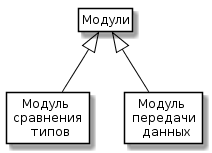 Модули
Модуль
сравнения
типов
Модуль
передачи
данных